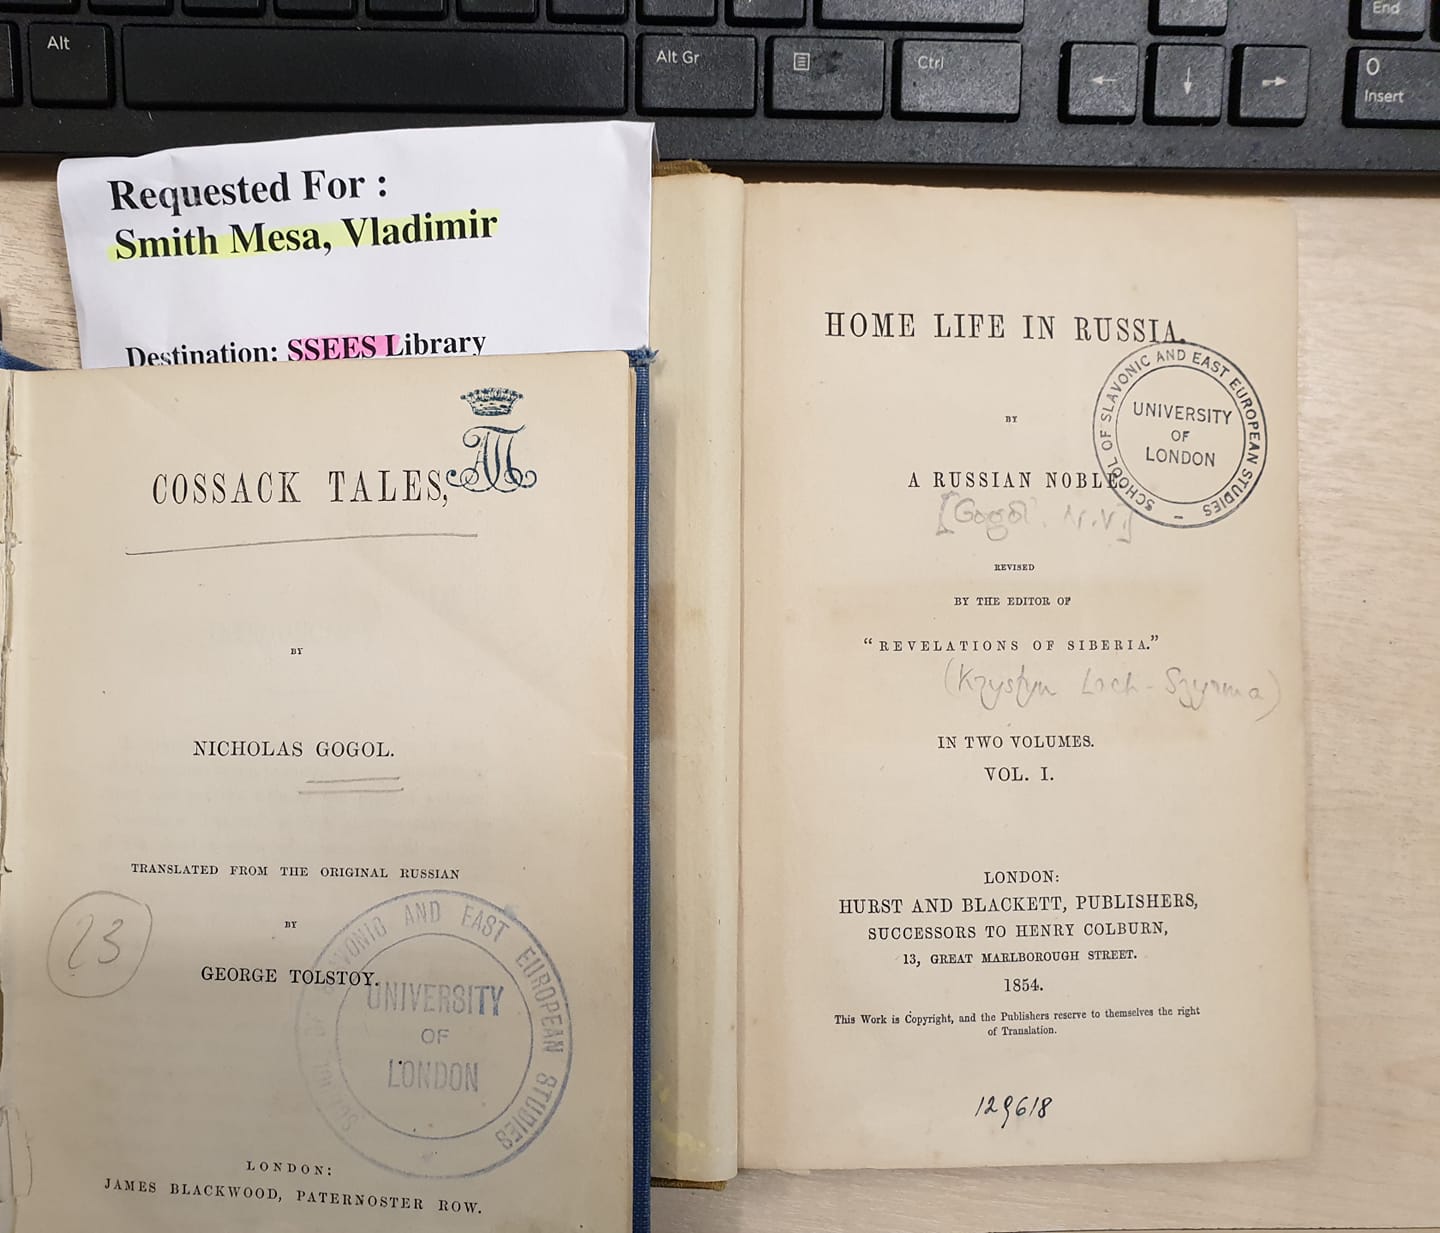 Alt
Alt Gr
Ctrl
End
0
Insert
Requested For :
Smith Mesa, Vladimir
Destination: SSEES Library
COSSACK TALES,
BY
NICHOLAS GOGOL.
TRANSLATED FROM THE ORIGINAL RUSSIAN
BY
GEORGE TOLSTOY.
23
SCHOOL OF SLAVONIC AND EAST EUROPEAN STUDIES
UNIVERSITY
OF
LONDON
LONDON:
JAMES BLACKWOOD, PATERNOSTER ROW.
HOME LIFE IN RUSSIA.
SCHOOL OF SLAVONIC AND EAST EUROPEAN STUDIES -
UNIVERSITY
OF
LONDON
BY
A RUSSIAN NOBLE
[Gogol. N.V]
REVISED
BY THE EDITOR OF
“REVELATIONS OF SIBERIA.”
(Krystyn Lach-Szyrma)
IN TWO VOLUMES.
VOL. I.
LONDON:
HURST AND BLACKETT, PUBLISHERS,
SUCCESSORS TO HENRY COLBURN,
13, GREAT MARLBOROUGH STREET.
1854.
This Work is Copyright, and the Publishers reserve to themselves the right
of Translation.
129618